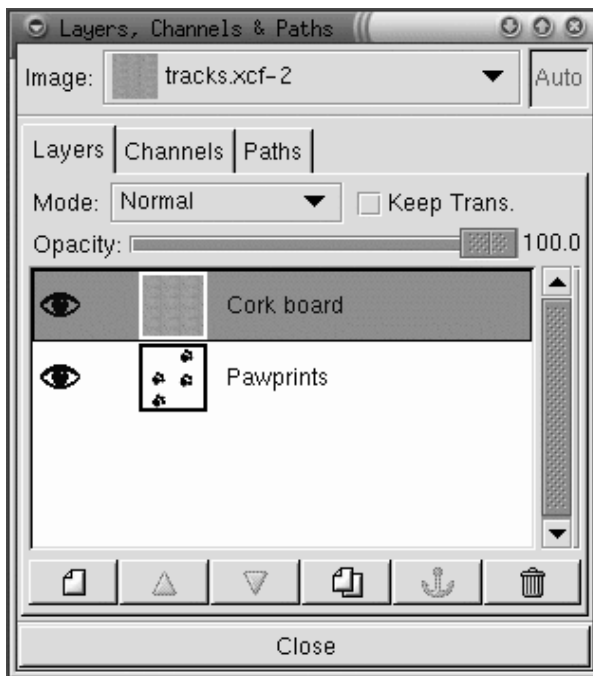 Layers, Channels & Paths
Image: tracks.xcf-2 Auto
Layers Channels Paths
Mode: Normal Keep Trans.
Opacity: 100.0
Cork board
Pawprints
Close